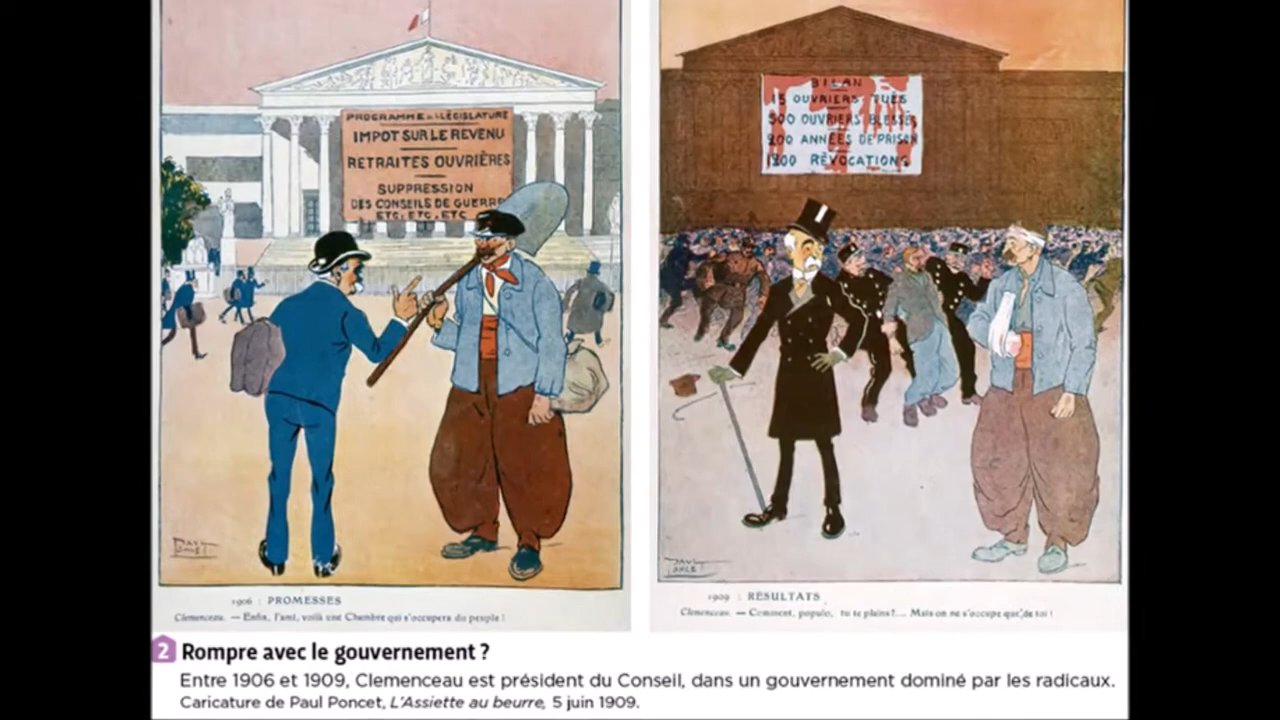 PROGRAMME DE LÉGISLATURE
IMPOT SUR LE REVENU
RETRAITES OUVRIÈRES
SUPPRESSION
DES CONSEILS DE GUERRE
ETC, ETC, ETC
1906 : PROMESSES
Clemenceau. — Enfin, l'ami, voilà une Chambre qui s'occupera du peuple !
BILAN
15 OUVRIERS TUÉS
500 OUVRIERS BLESSÉS
200 ANNÉES DE PRISON
1200 RÉVOCATIONS
1909 : RÉSULTATS
Clemenceau. — Comment, populo, tu te plains ?... Mais on ne s'occupe que de toi !
2 Rompre avec le gouvernement ?
Entre 1906 et 1909, Clemenceau est président du Conseil, dans un gouvernement dominé par les radicaux.
Caricature de Paul Poncet, L'Assiette au beurre, 5 juin 1909.